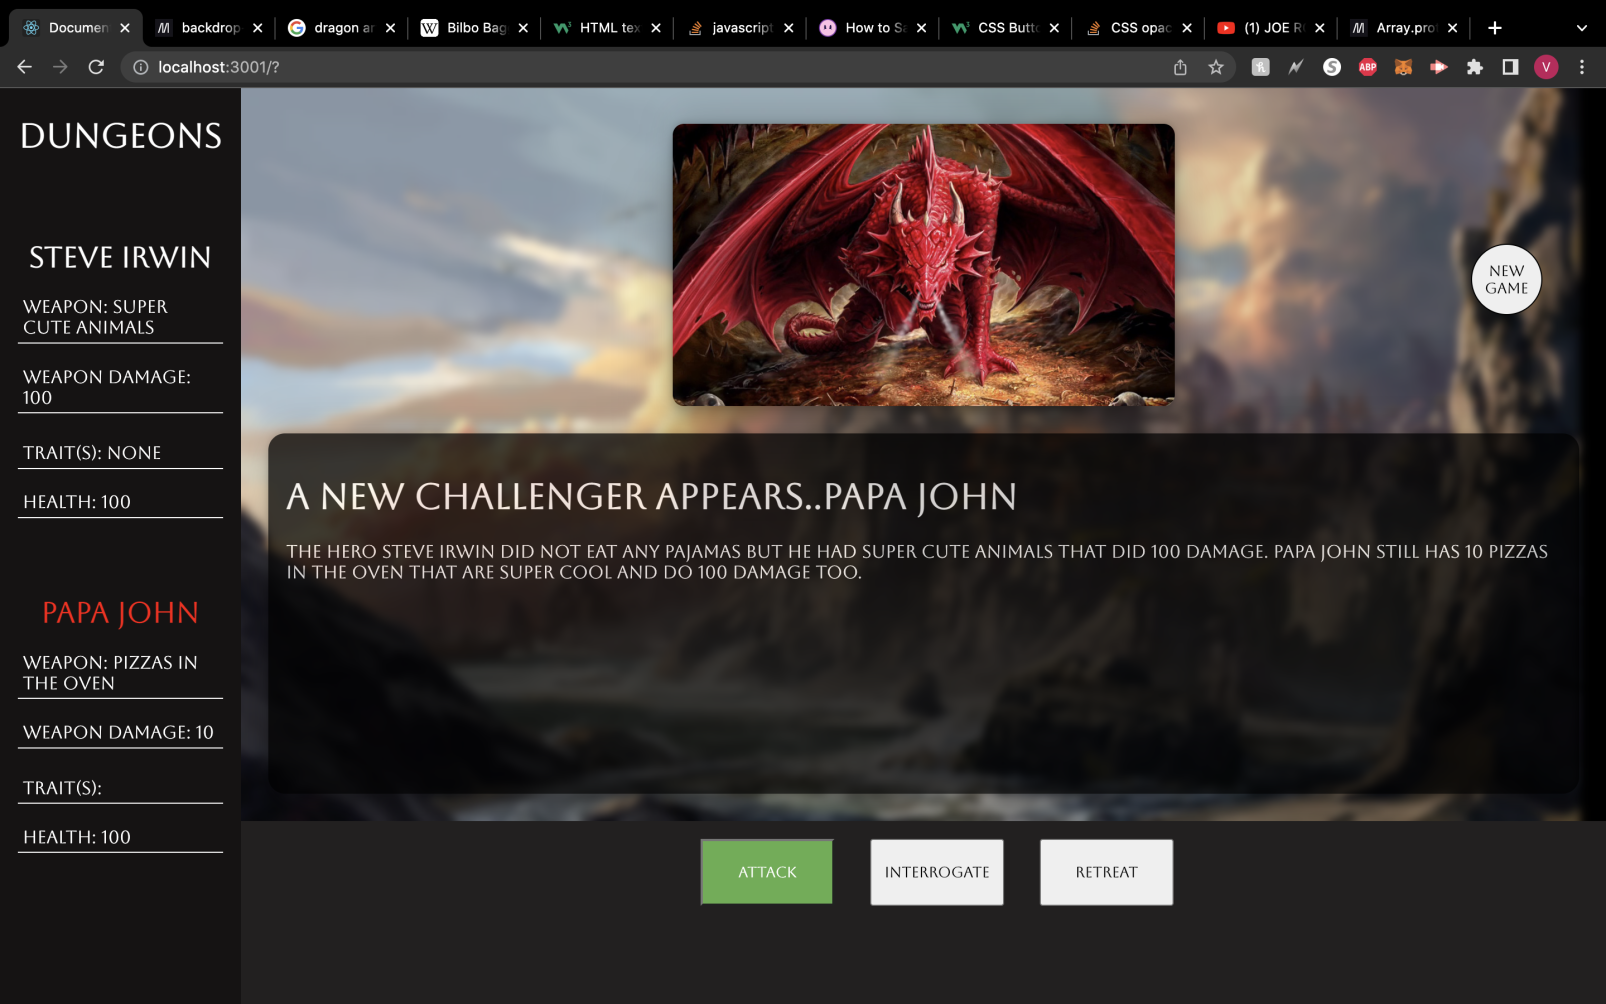 Documen
backdrop
dragon ar
Bilbo Bag
HTML tex
javascript
How to Sa
CSS Butto
CSS opac
(1) JOE R
Array.pro
localhost:3001/?
ABP
V
DUNGEONS
STEVE IRWIN
WEAPON: SUPER
CUTE ANIMALS
WEAPON DAMAGE:
100
TRAIT(S): NONE
HEALTH: 100
PAPA JOHN
WEAPON: PIZZAS IN
THE OVEN
WEAPON DAMAGE: 10
TRAIT(S):
HEALTH: 100
NEW
GAME
A NEW CHALLENGER APPEARS..PAPA JOHN
THE HERO STEVE IRWIN DID NOT EAT ANY PAJAMAS BUT HE HAD SUPER CUTE ANIMALS THAT DID 100 DAMAGE. PAPA JOHN STILL HAS 10 PIZZAS
IN THE OVEN THAT ARE SUPER COOL AND DO 100 DAMAGE TOO.
ATTACK
INTERROGATE
RETREAT